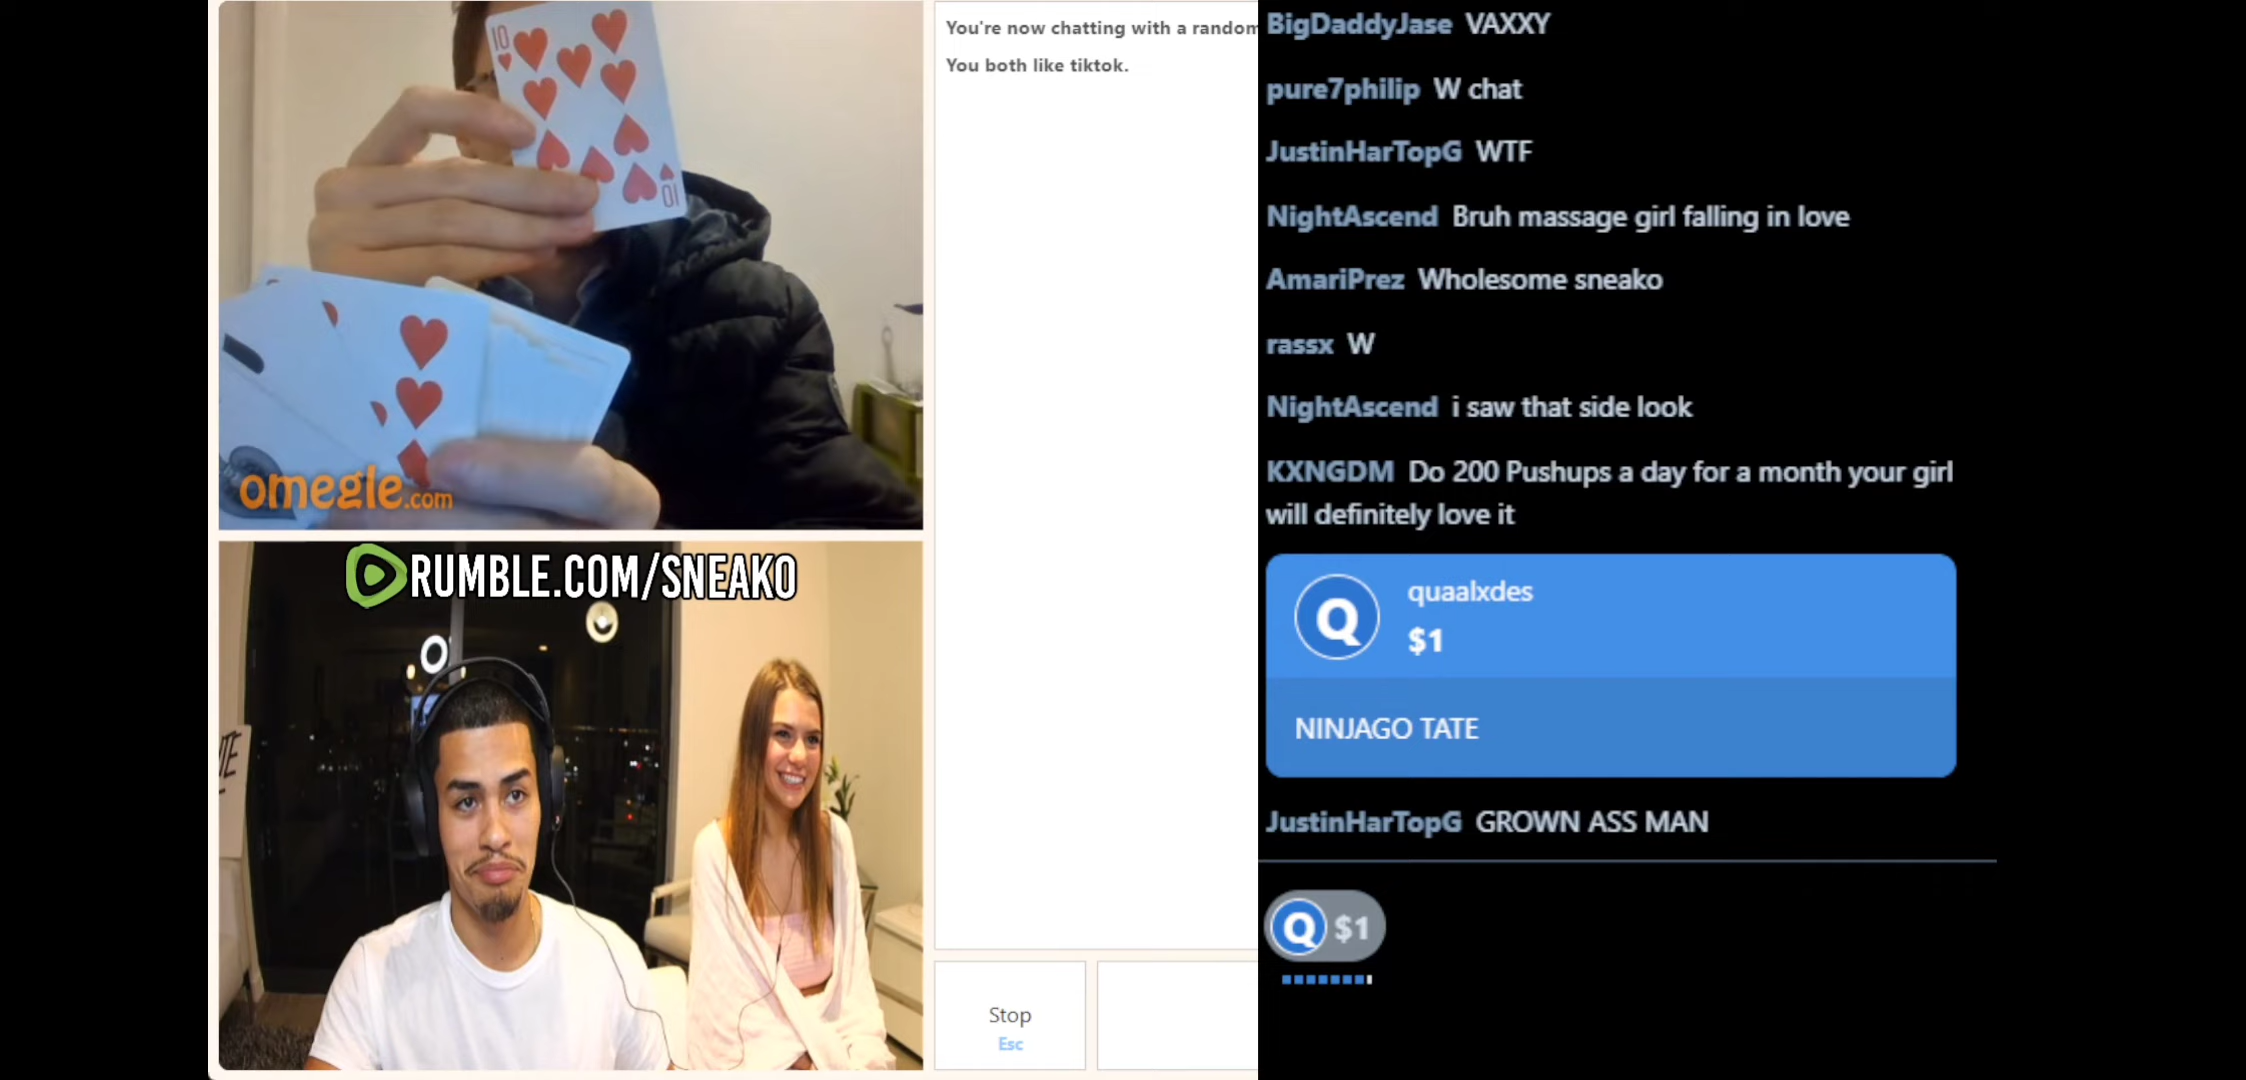 10
10
omegle.com
You're now chatting with a random
You both like tiktok.
RUMBLE.COM/SNEAKO
Stop
Esc
BigDaddyJase VAXXY
pure7philip W chat
JustinHarTopG WTF
NightAscend Bruh massage girl falling in love
AmariPrez Wholesome sneako
rassx W
NightAscend i saw that side look
KXNGDM Do 200 Pushups a day for a month your girl
will definitely love it
Q
quaalxdes
$1
NINJAGO TATE
JustinHarTopG GROWN ASS MAN
Q $1